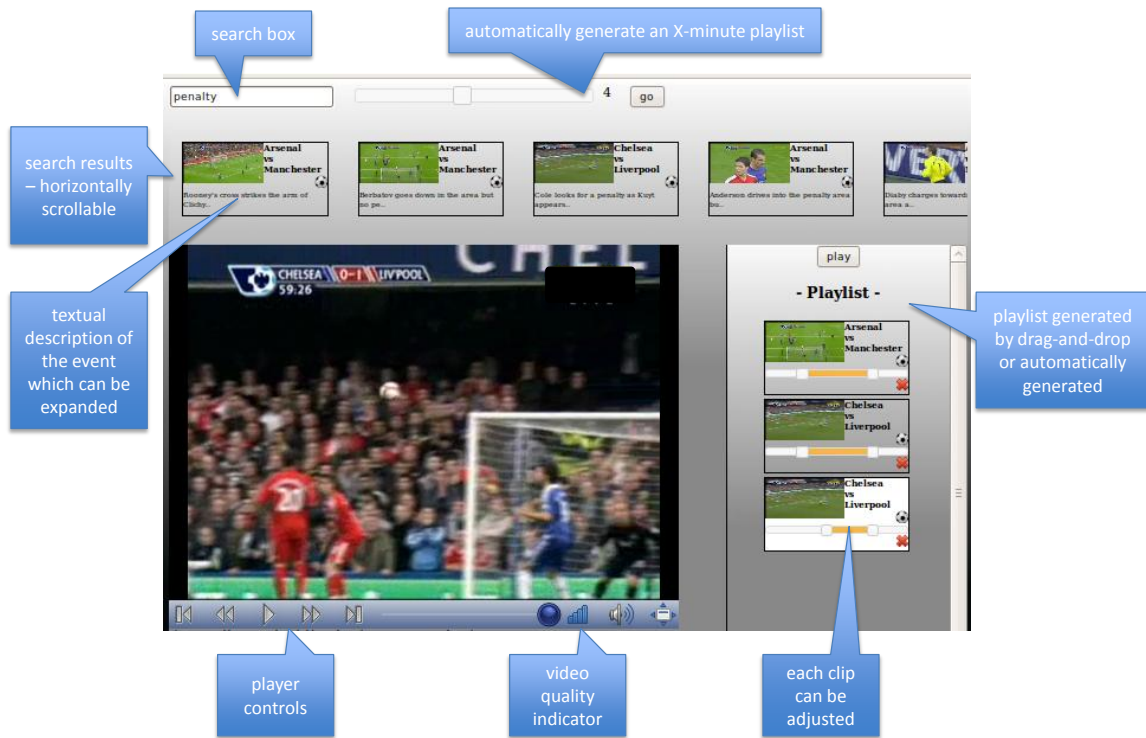 search box
automatically generate an X-minute playlist
penalty
4
go
search results
– horizontally
scrollable
Arsenal
vs
Manchester
Rooney's cross strikes the arm of
Clichy..
Arsenal
vs
Manchester
Berbatov goes down in the area but
no pe..
Chelsea
vs
Liverpool
Cole looks for a penalty as Kuyt
appears..
Arsenal
vs
Manchester
Anderson drives into the penalty area
bu..
Diaby charges toward
area a..
textual
description of
the event
which can be
expanded
CHEL
CHELSEA 0-1 LIV'POOL
59:26
20
play
- Playlist -
Arsenal
vs
Manchester
Chelsea
vs
Liverpool
Chelsea
vs
Liverpool
playlist generated
by drag-and-drop
or automatically
generated
player
controls
video
quality
indicator
each clip
can be
adjusted